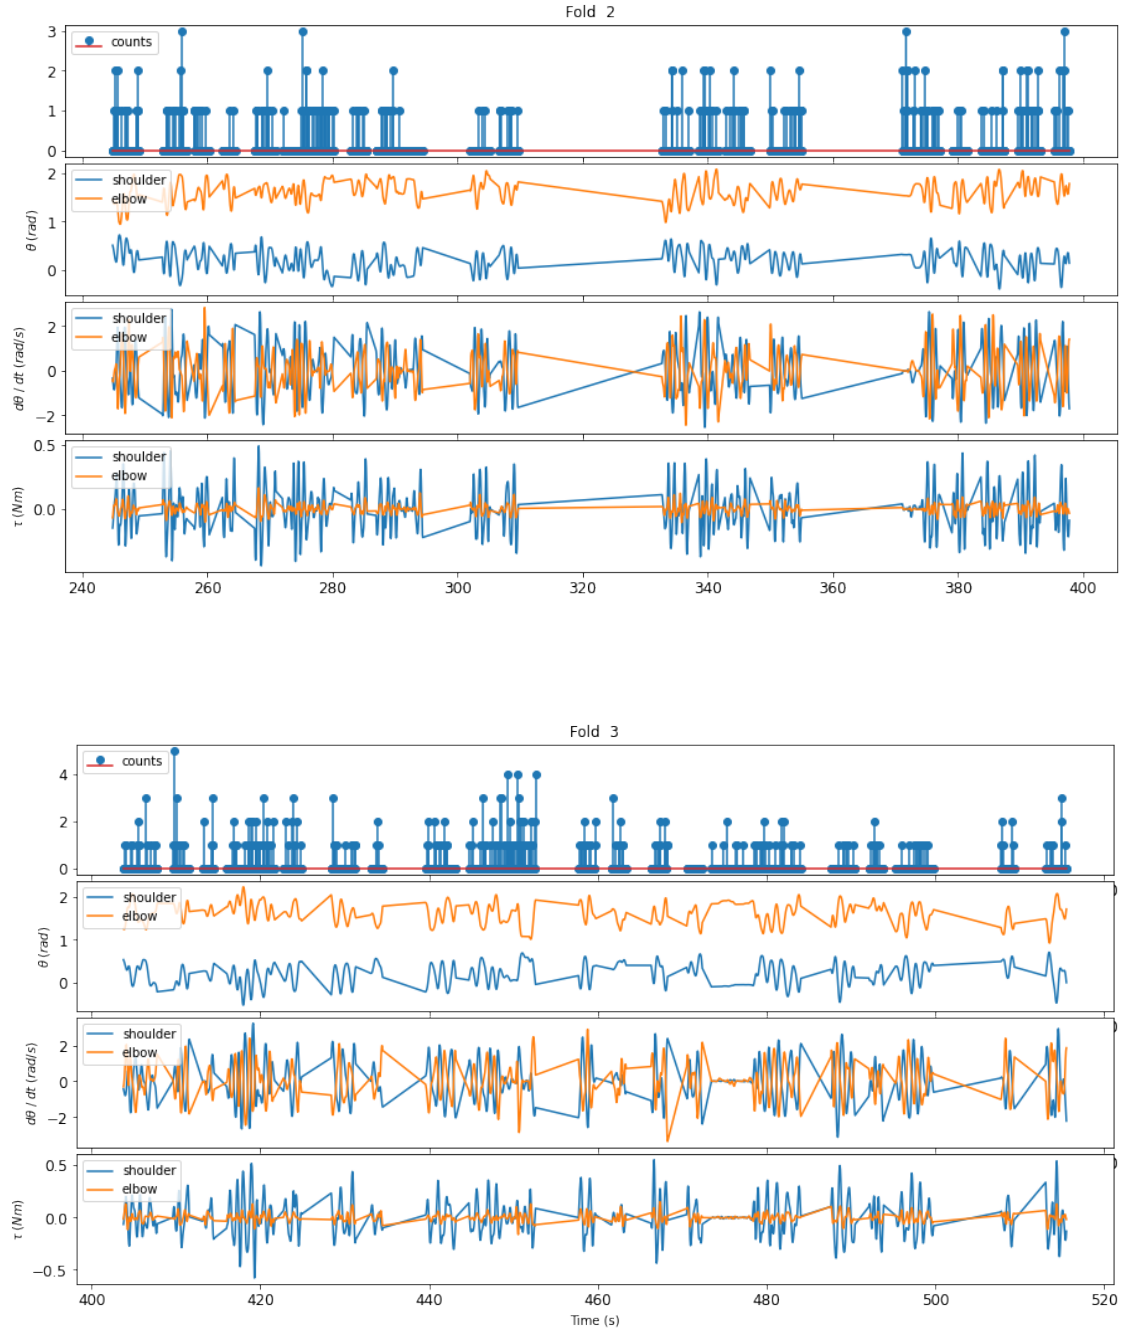 Fold 2
3
2
1
0
counts
2
1
0
θ (rad)
shoulder
elbow
2
0
−2
dθ / dt (rad/s)
shoulder
elbow
0.5
0.0
τ (Nm)
shoulder
elbow
240 260 280 300 320 340 360 380 400
Fold 3
4
2
0
counts
0
2
1
0
θ (rad)
shoulder
elbow
2
0
−2
dθ / dt (rad/s)
shoulder
elbow
0.5
0.0
−0.5
τ (Nm)
shoulder
elbow
400 420 440 460 480 500 520
Time (s)